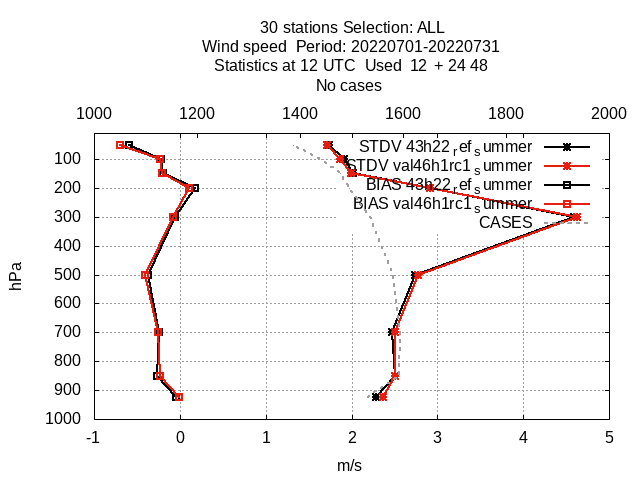 30 stations Selection: ALL
Wind speed  Period: 20220701-20220731
Statistics at 12 UTC  Used  12  + 24 48
No cases
1000 1200 1400 1600 1800 2000
STDV 43h22_ref_summer
STDV val46h1rc1_summer
BIAS 43h22_ref_summer
BIAS val46h1rc1_summer
CASES
100
200
300
400
500
600
700
800
900
1000
hPa
-1 0 1 2 3 4 5
m/s